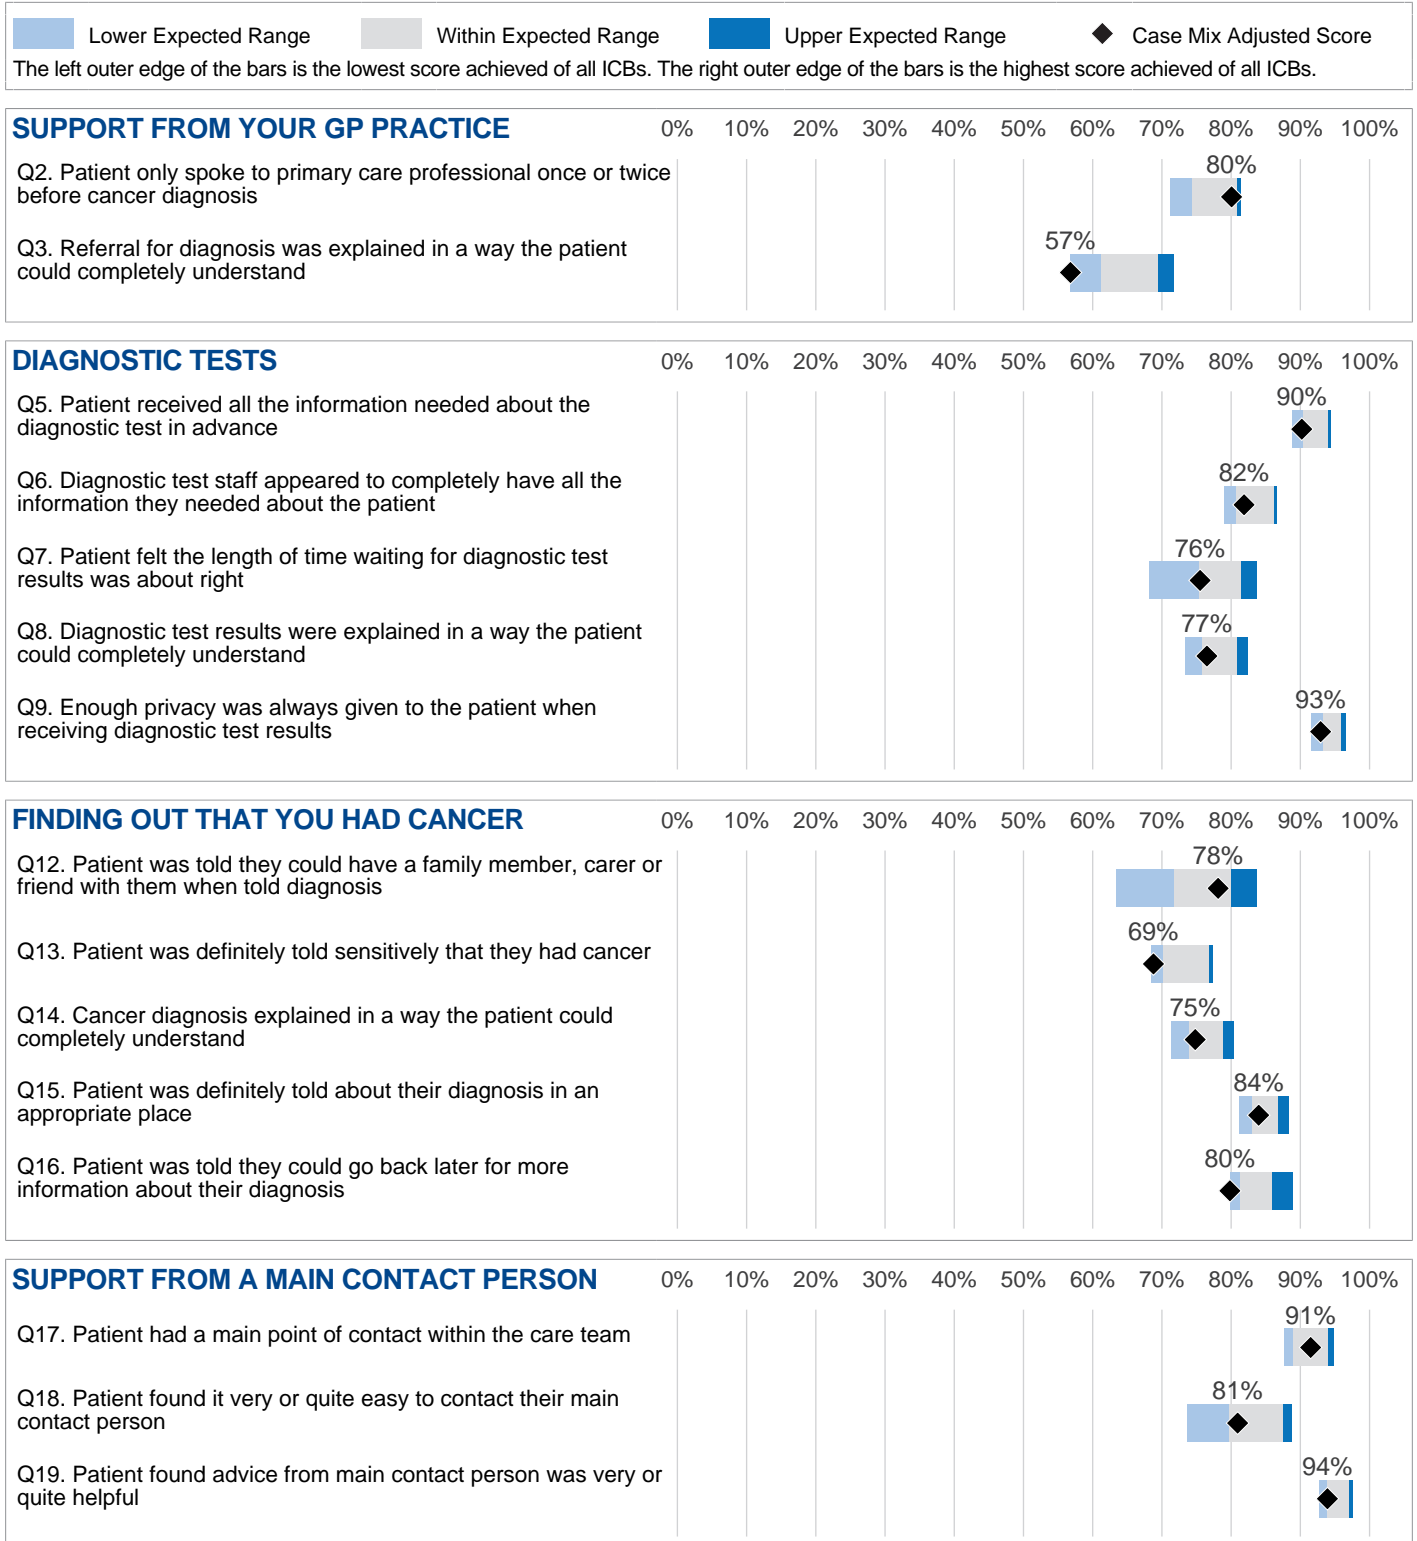 Lower Expected Range Within Expected Range Upper Expected Range Case Mix Adjusted Score
The left outer edge of the bars is the lowest score achieved of all ICBs. The right outer edge of the bars is the highest score achieved of all ICBs.
SUPPORT FROM YOUR GP PRACTICE 0% 10% 20% 30% 40% 50% 60% 70% 80% 90% 100%
80%
Q2. Patient only spoke to primary care professional once or twice
before cancer diagnosis
57%
Q3. Referral for diagnosis was explained in a way the patient
could completely understand
DIAGNOSTIC TESTS 0% 10% 20% 30% 40% 50% 60% 70% 80% 90% 100%
90%
Q5. Patient received all the information needed about the
diagnostic test in advance
82%
Q6. Diagnostic test staff appeared to completely have all the
information they needed about the patient
76%
Q7. Patient felt the length of time waiting for diagnostic test
results was about right
77%
Q8. Diagnostic test results were explained in a way the patient
could completely understand
93%
Q9. Enough privacy was always given to the patient when
receiving diagnostic test results
FINDING OUT THAT YOU HAD CANCER 0% 10% 20% 30% 40% 50% 60% 70% 80% 90% 100%
78%
Q12. Patient was told they could have a family member, carer or
friend with them when told diagnosis
69%
Q13. Patient was definitely told sensitively that they had cancer
75%
Q14. Cancer diagnosis explained in a way the patient could
completely understand
84%
Q15. Patient was definitely told about their diagnosis in an
appropriate place
80%
Q16. Patient was told they could go back later for more
information about their diagnosis
SUPPORT FROM A MAIN CONTACT PERSON 0% 10% 20% 30% 40% 50% 60% 70% 80% 90% 100%
91%
Q17. Patient had a main point of contact within the care team
81%
Q18. Patient found it very or quite easy to contact their main
contact person
94%
Q19. Patient found advice from main contact person was very or
quite helpful